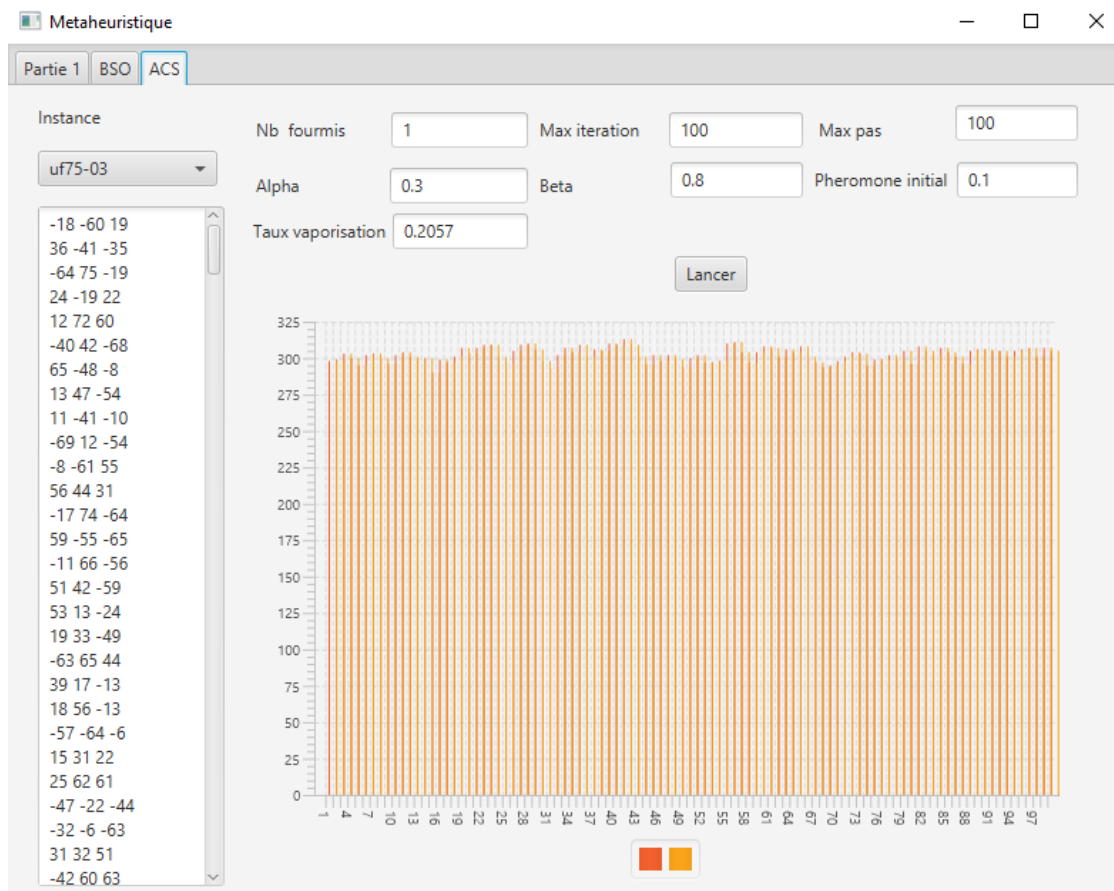 Metaheuristique
Partie 1 BSO ACS
Instance
uf75-03
Nb fourmis 1 Max iteration 100 Max pas 100
Alpha 0.3 Beta 0.8 Pheromone initial 0.1
Taux vaporisation 0.2057
Lancer
-18 -60 19
36 -41 -35
-64 75 -19
24 -19 22
12 72 60
-40 42 -68
65 -48 -8
13 47 -54
11 -41 -10
-69 12 -54
-8 -61 55
56 44 31
-17 74 -64
59 -55 -65
-11 66 -56
51 42 -59
53 13 -24
19 33 -49
-63 65 44
39 17 -13
18 56 -13
-57 -64 -6
15 31 22
25 62 61
-47 -22 -44
-32 -6 -63
31 32 51
-42 60 63
325
300
275
250
225
200
175
150
125
100
75
50
25
0
1 4 7 10 13 16 19 22 25 28 31 34 37 40 43 46 49 52 55 58 61 64 67 70 73 76 79 82 85 88 91 94 97